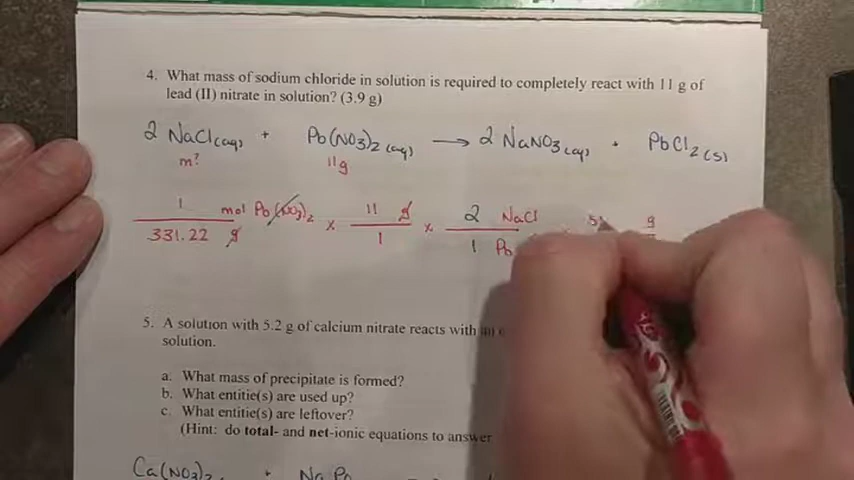 4. What mass of sodium chloride in solution is required to completely react with 11 g of
lead (II) nitrate in solution? (3.9 g)
2 NaCl(aq) + Pb(NO3)2 (aq) → 2 NaNO3 (aq) + PbCl2 (s)
m? 11g
1 mol Pb(NO3)2 × 11 g × 2 NaCl × g
331.22 g 1 1 Pb
5. A solution with 5.2 g of calcium nitrate reacts with
solution.
a. What mass of precipitate is formed?
b. What entitie(s) are used up?
c. What entitie(s) are leftover?
(Hint: do total- and net-ionic equations to answer
Ca(NO3)2 +